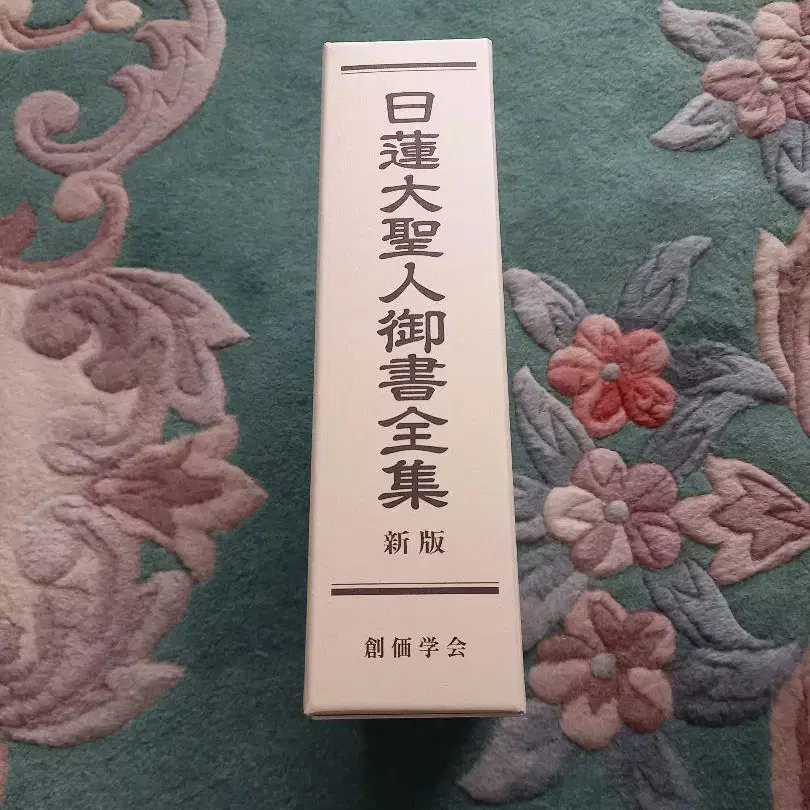 日蓮大聖人御書全集
新版
創価学会